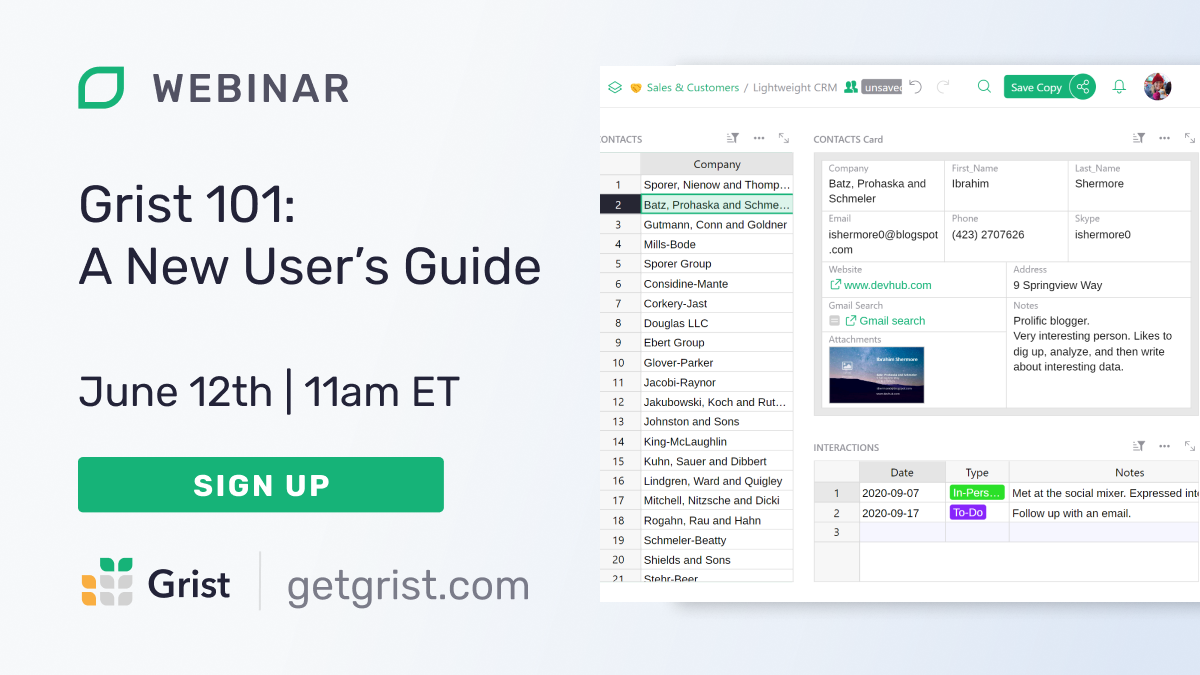 WEBINAR
Grist 101:
A New User's Guide
June 12th | 11am ET
SIGN UP
Grist
getgrist.com
Sales & Customers / Lightweight CRM
unsaved
Save Copy
CONTACTS
Company
1 Sporer, Nienow and Thomp...
2 Batz, Prohaska and Schme...
3 Gutmann, Conn and Goldner
4 Mills-Bode
5 Sporer Group
6 Considine-Mante
7 Corkery-Jast
8 Douglas LLC
9 Ebert Group
10 Glover-Parker
11 Jacobi-Raynor
12 Jakubowski, Koch and Rut...
13 Johnston and Sons
14 King-McLaughlin
15 Kuhn, Sauer and Dibbert
16 Lindgren, Ward and Quigley
17 Mitchell, Nitzsche and Dicki
18 Rogahn, Rau and Hahn
19 Schmeler-Beatty
20 Shields and Sons
21 Stehr-Beer
CONTACTS Card
Company
Batz, Prohaska and
Schmeler
First_Name
Ibrahim
Last_Name
Shermore
Email
ishermore0@blogspot
.com
Phone
(423) 2707626
Skype
ishermore0
Website
www.devhub.com
Address
9 Springview Way
Gmail Search
Gmail search
Attachments
Ibrahim Shermore
Notes
Prolific blogger.
Very interesting person. Likes to
dig up, analyze, and then write
about interesting data.
INTERACTIONS
Date Type Notes
1 2020-09-07 In-Pers... Met at the social mixer. Expressed int
2 2020-09-17 To-Do Follow up with an email.
3